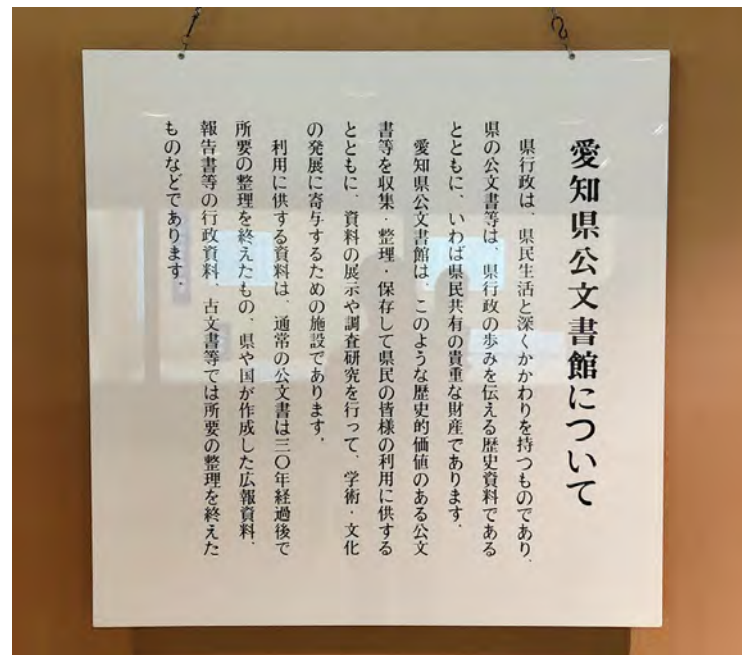 愛知県公文書館について
県行政は、県民生活と深くかかわりを持つものであり、
県の公文書等は、県行政の歩みを伝える歴史資料である
とともに、いわば県民共有の貴重な財産であります。
愛知県公文書館は、このような歴史的価値のある公文
書等を収集・整理・保存して県民の皆様の利用に供する
とともに、資料の展示や調査研究を行って、学術・文化
の発展に寄与するための施設であります。
利用に供する資料は、通常の公文書は三〇年経過後で
所要の整理を終えたもの、県や国が作成した広報資料、
報告書等の行政資料、古文書等では所要の整理を終えた
ものなどであります。